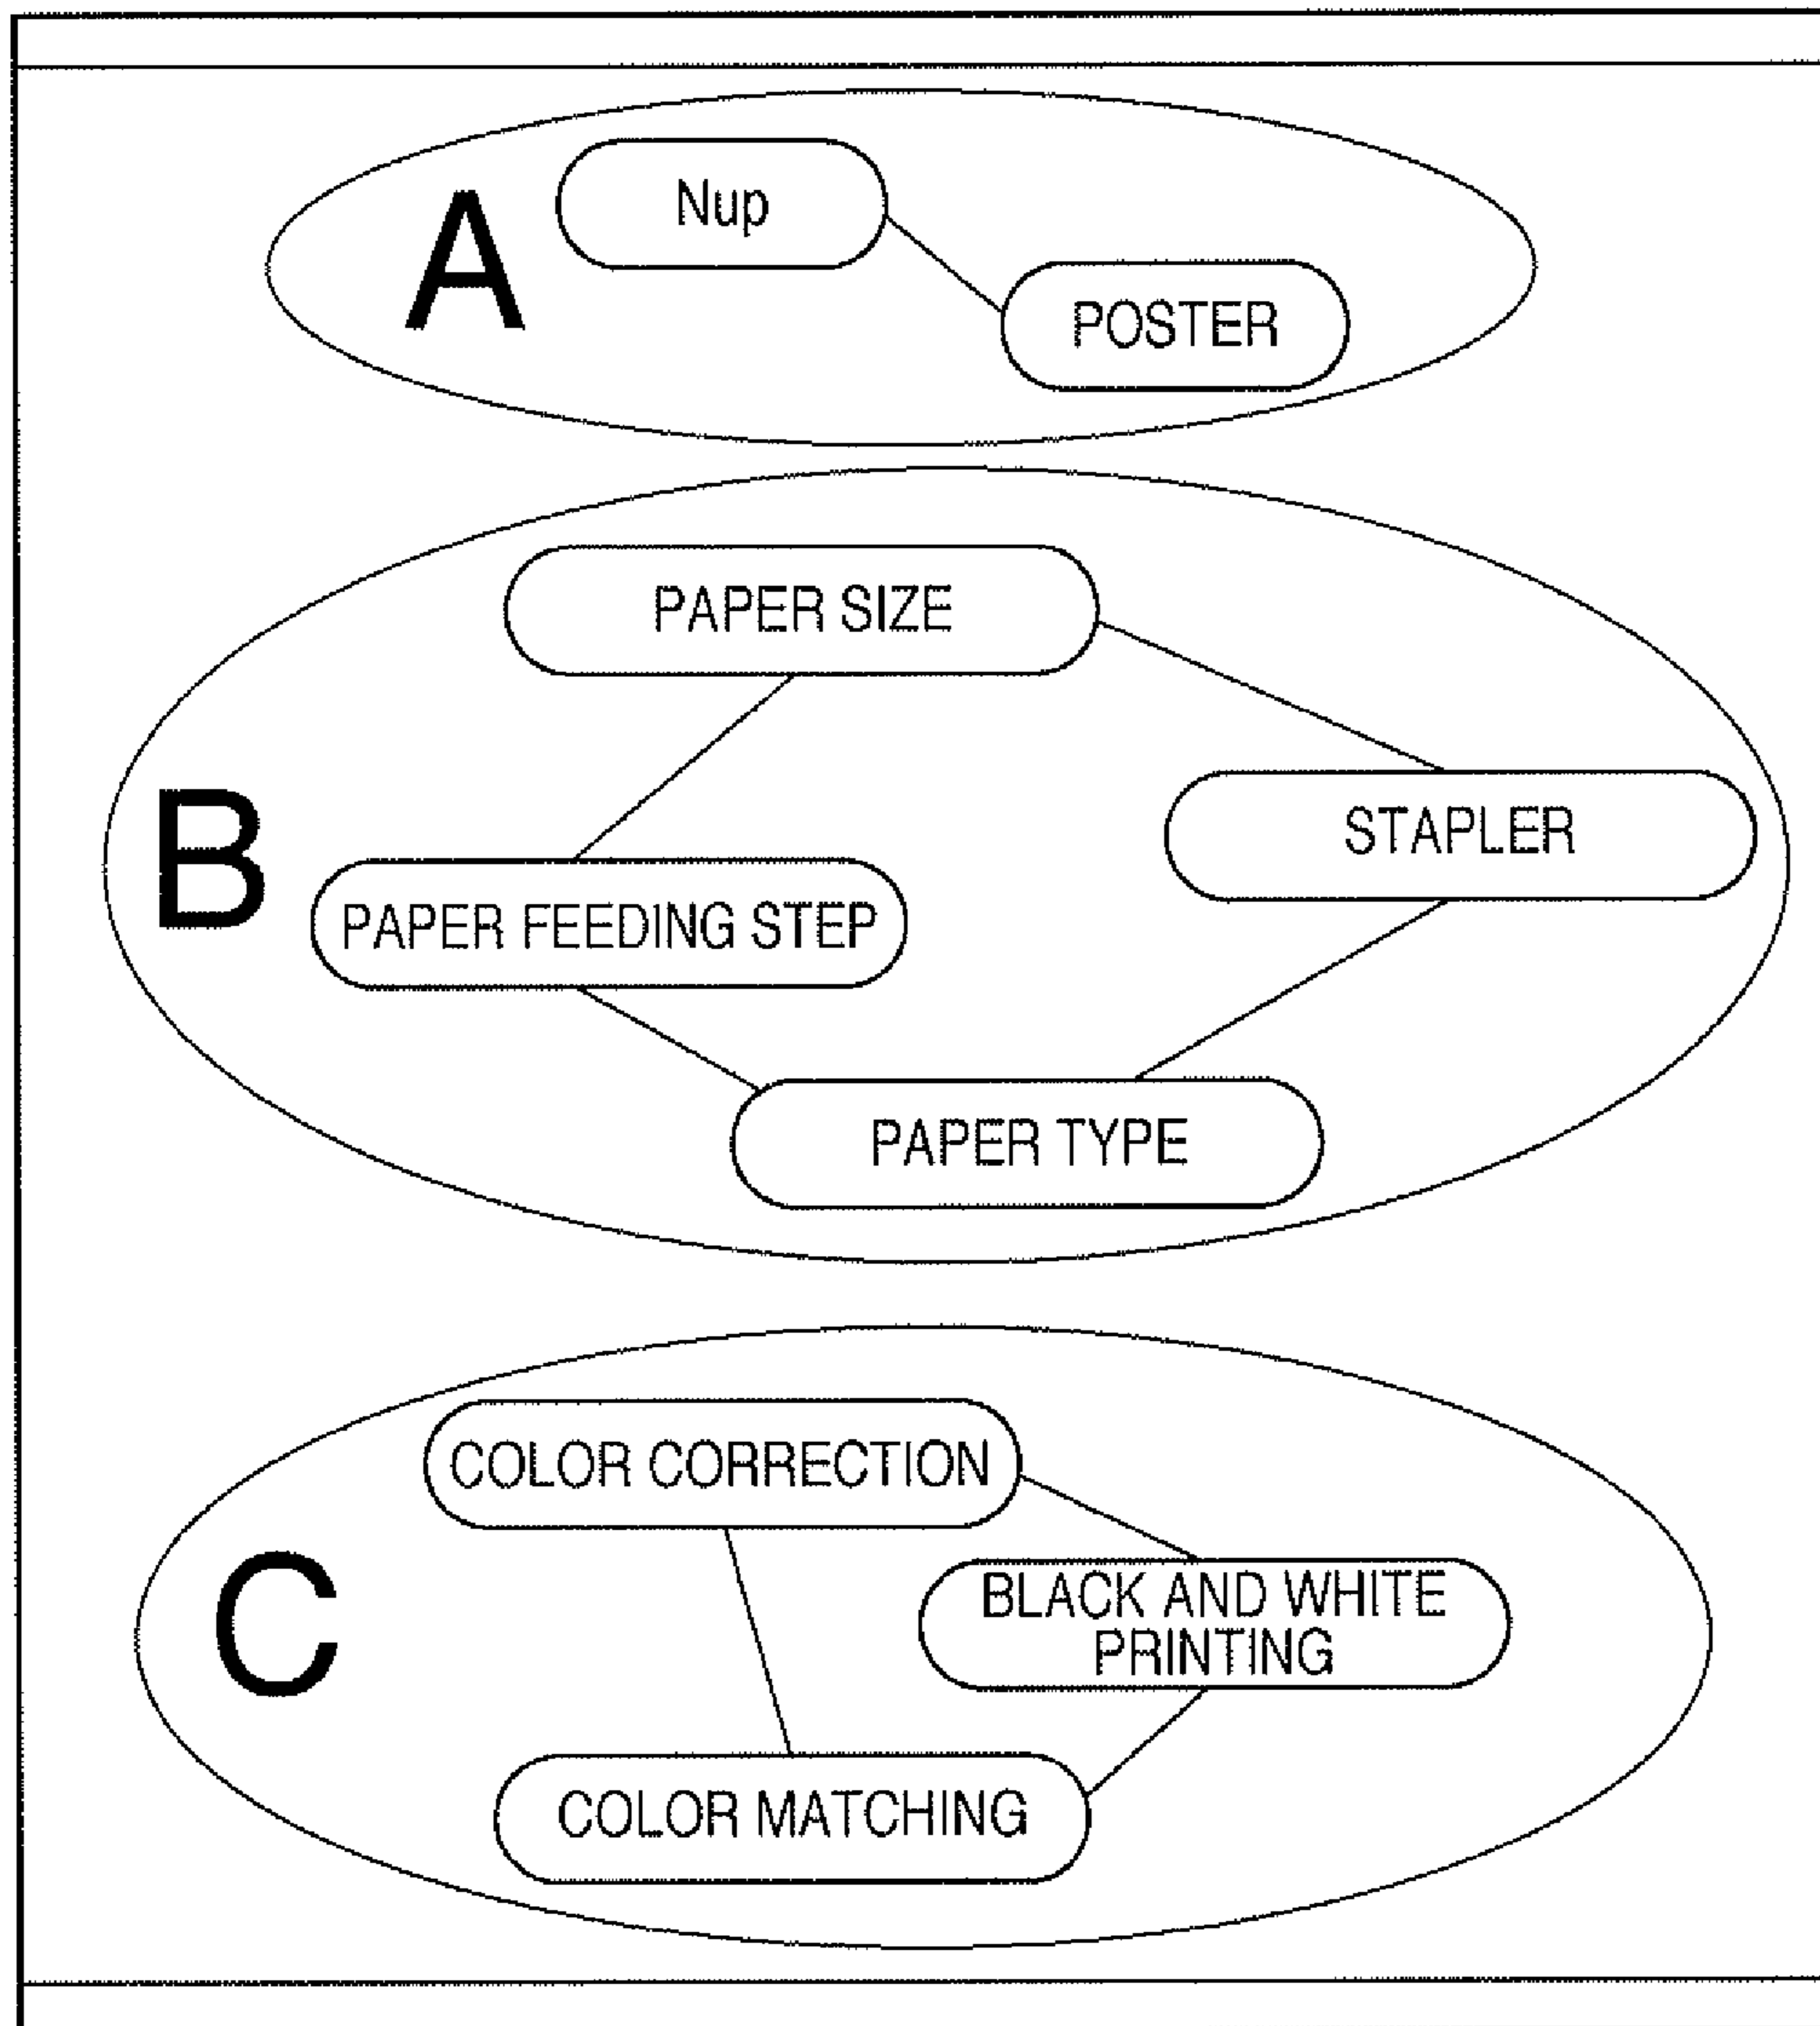 A
Nup
POSTER
PAPER SIZE
B
STAPLER
PAPER FEEDING STEP
PAPER TYPE
COLOR CORRECTION
C
BLACK AND WHITE
PRINTING
COLOR MATCHING